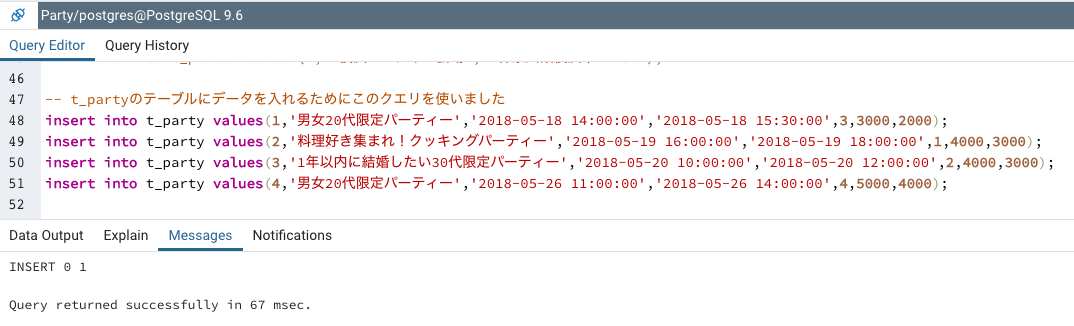 Party/postgres@PostgreSQL 9.6
Query Editor Query History
46
47 -- t_partyのテーブルにデータを入れるためにこのクエリを使いました
48 insert into t_party values(1,'男女20代限定パーティー','2018-05-18 14:00:00','2018-05-18 15:30:00',3,3000,2000);
49 insert into t_party values(2,'料理好き集まれ！クッキングパーティー','2018-05-19 16:00:00','2018-05-19 18:00:00',1,4000,3000);
50 insert into t_party values(3,'1年以内に結婚したい30代限定パーティー','2018-05-20 10:00:00','2018-05-20 12:00:00',2,4000,3000);
51 insert into t_party values(4,'男女20代限定パーティー','2018-05-26 11:00:00','2018-05-26 14:00:00',4,5000,4000);
52
Data Output Explain Messages Notifications
INSERT 0 1
Query returned successfully in 67 msec.